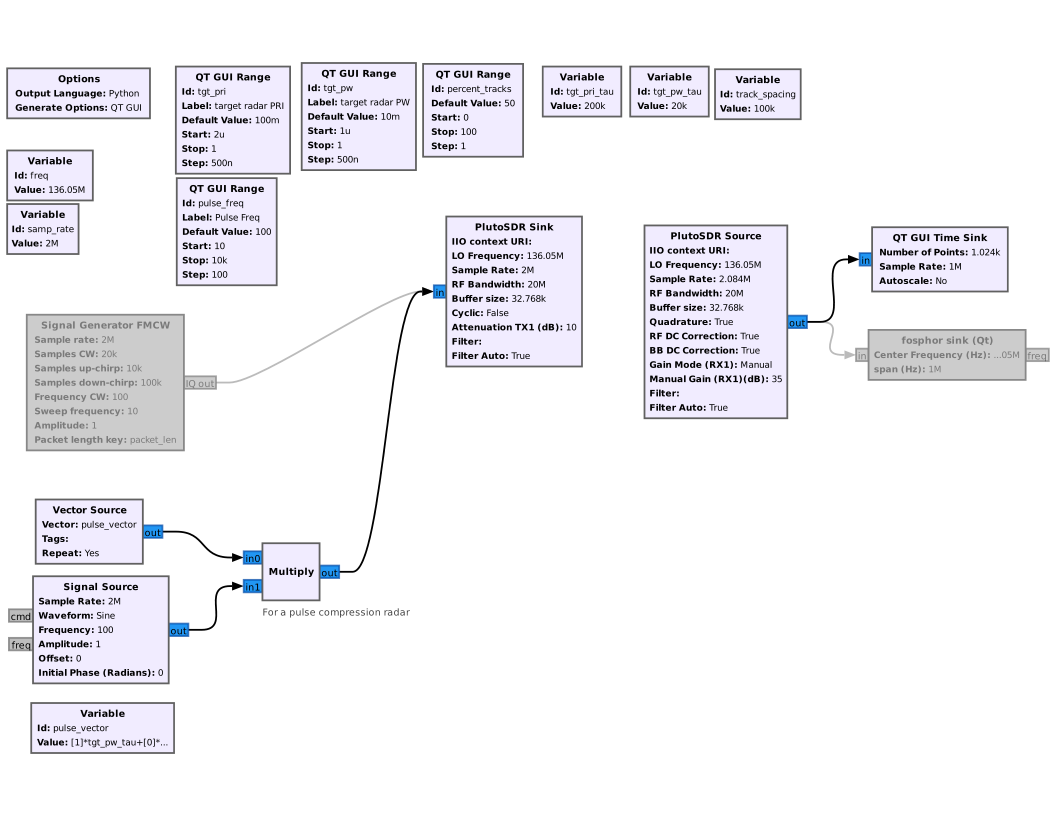 Options
Output Language: Python
Generate Options: QT GUI
QT GUI Range
Id: tgt_pri
Label: target radar PRI
Default Value: 100m
Start: 2u
Stop: 1
Step: 500n
QT GUI Range
Id: tgt_pw
Label: target radar PW
Default Value: 10m
Start: 1u
Stop: 1
Step: 500n
QT GUI Range
Id: percent_tracks
Default Value: 50
Start: 0
Stop: 100
Step: 1
Variable
Id: tgt_pri_tau
Value: 200k
Variable
Id: tgt_pw_tau
Value: 20k
Variable
Id: track_spacing
Value: 100k
Variable
Id: freq
Value: 136.05M
Variable
Id: samp_rate
Value: 2M
QT GUI Range
Id: pulse_freq
Label: Pulse Freq
Default Value: 100
Start: 10
Stop: 10k
Step: 100
PlutoSDR Sink
IIO context URI:
LO Frequency: 136.05M
Sample Rate: 2M
RF Bandwidth: 20M
Buffer size: 32.768k
Cyclic: False
Attenuation TX1 (dB): 10
Filter:
Filter Auto: True
in
PlutoSDR Source
IIO context URI:
LO Frequency: 136.05M
Sample Rate: 2.084M
RF Bandwidth: 20M
Buffer size: 32.768k
Quadrature: True
RF DC Correction: True
BB DC Correction: True
Gain Mode (RX1): Manual
Manual Gain (RX1)(dB): 35
Filter:
Filter Auto: True
out
QT GUI Time Sink
Number of Points: 1.024k
Sample Rate: 1M
Autoscale: No
in
fosphor sink (Qt)
Center Frequency (Hz): ...05M
span (Hz): 1M
in
freq
Signal Generator FMCW
Sample rate: 2M
Samples CW: 20k
Samples up-chirp: 10k
Samples down-chirp: 100k
Frequency CW: 100
Sweep frequency: 10
Amplitude: 1
Packet length key: packet_len
IQ out
Vector Source
Vector: pulse_vector
Tags:
Repeat: Yes
out
Signal Source
Sample Rate: 2M
Waveform: Sine
Frequency: 100
Amplitude: 1
Offset: 0
Initial Phase (Radians): 0
cmd
freq
out
in0
in1
Multiply
out
For a pulse compression radar
Variable
Id: pulse_vector
Value: [1]*tgt_pw_tau+[0]*...